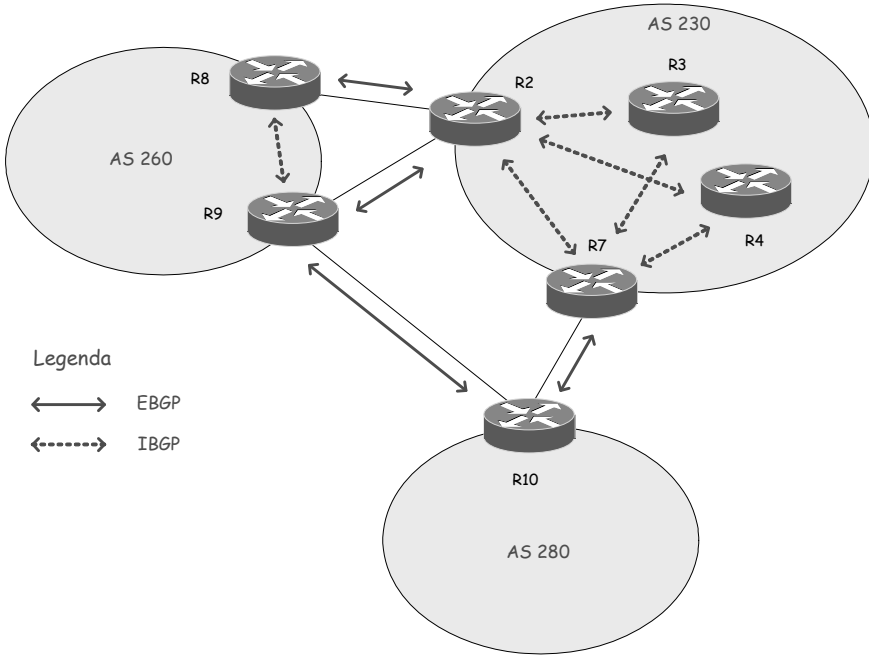 AS 230
R3
R8
R2
AS 260
R9
R4
R7
Legenda
EBGP
IBGP
R10
AS 280